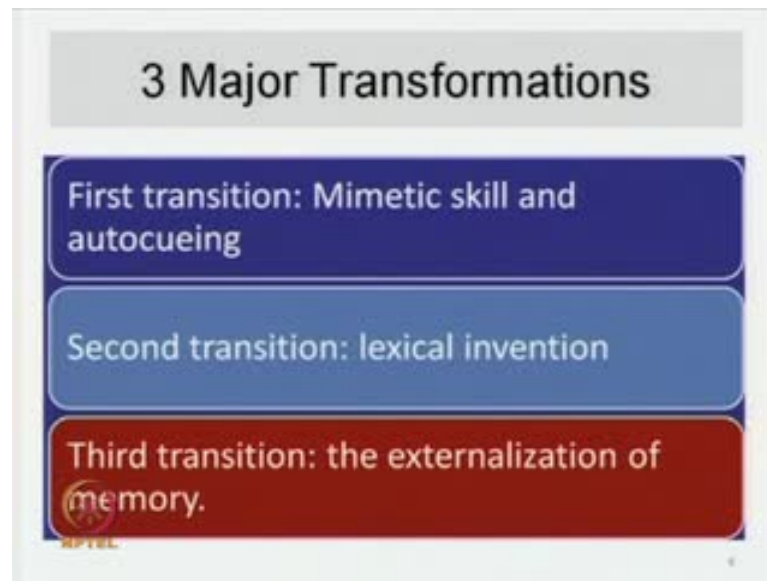 3 Major Transformations
First transition: Mimetic skill and
autocueing
Second transition: lexical invention
Third transition: the externalization of
memory.
NPTEL